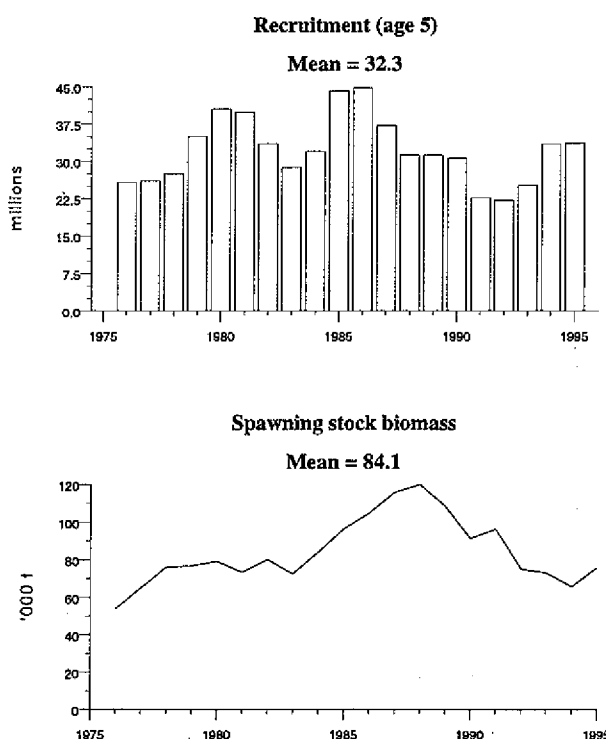 Recruitment (age 5)
Mean = 32.3
45.0
37.5
30.0
22.5
15.0
7.5
0.0
millions
1975 1980 1985 1990 1995
Spawning stock biomass
Mean = 84.1
120
100
80
60
40
20
0
'000 t
1975 1980 1985 1990 1995